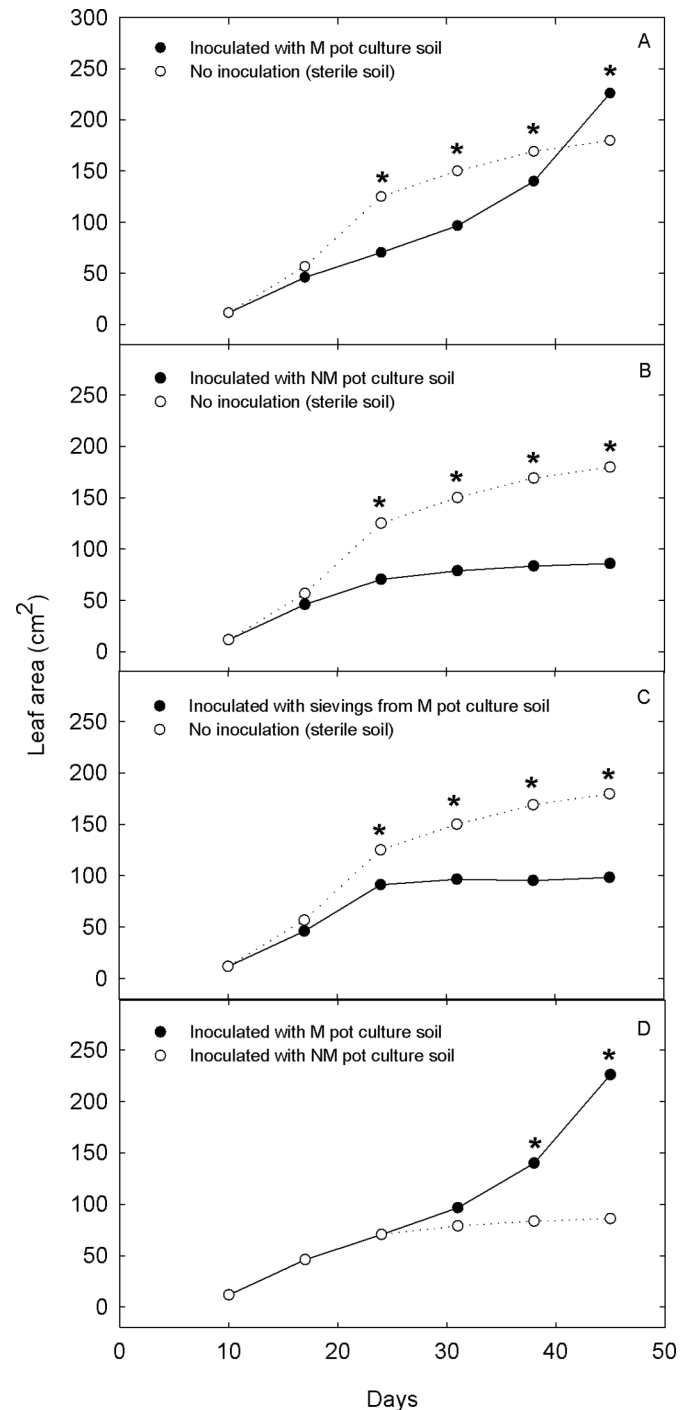 300
Inoculated with M pot culture soil
A
No inoculation (sterile soil)
*
250
200
*
*
*
150
100
50
0
Inoculated with NM pot culture soil
B
No inoculation (sterile soil)
250
200
*
*
*
*
150
100
50
0
Leaf area (cm²)
Inoculated with sievings from M pot culture soil
C
No inoculation (sterile soil)
250
200
*
*
*
*
150
100
50
0
Inoculated with M pot culture soil
D
Inoculated with NM pot culture soil
*
250
200
*
150
100
50
0
0 10 20 30 40 50
Days